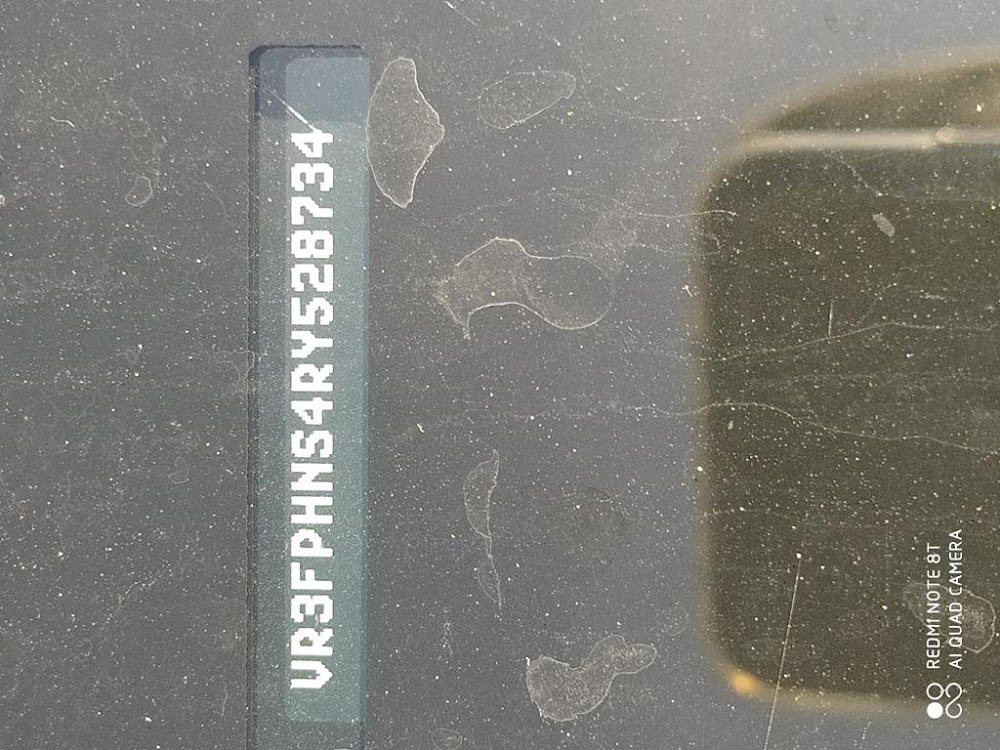 VR3FPHNS4RY528734
REDMI NOTE 8T
AI QUAD CAMERA